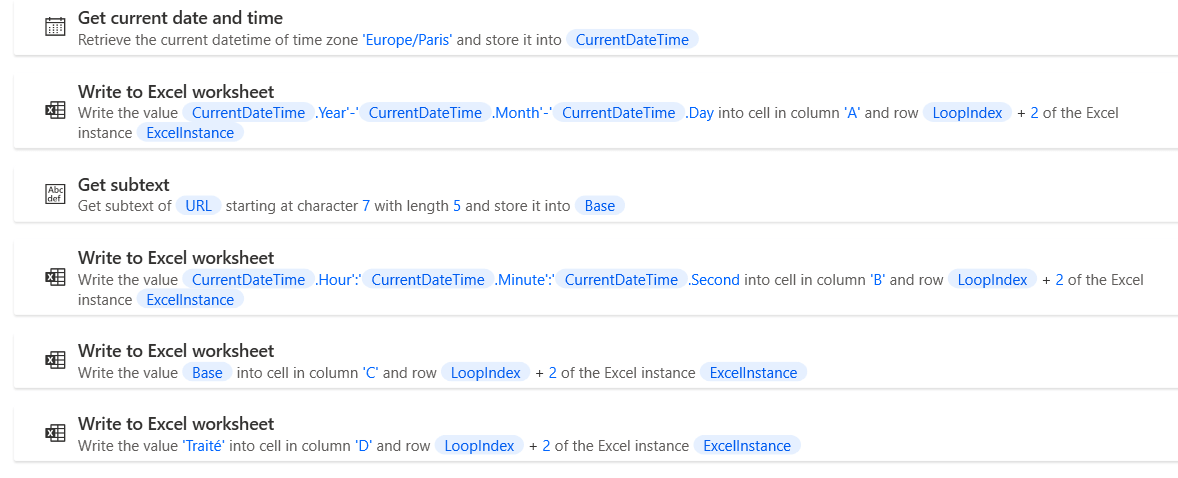 Get current date and time
Retrieve the current datetime of time zone 'Europe/Paris' and store it into CurrentDateTime
Write to Excel worksheet
Write the value CurrentDateTime .Year'-' CurrentDateTime .Month'-' CurrentDateTime .Day into cell in column 'A' and row LoopIndex + 2 of the Excel
instance ExcelInstance
Abc
def
Get subtext
Get subtext of URL starting at character 7 with length 5 and store it into Base
Write to Excel worksheet
Write the value CurrentDateTime .Hour':' CurrentDateTime .Minute':' CurrentDateTime .Second into cell in column 'B' and row LoopIndex + 2 of the Excel
instance ExcelInstance
Write to Excel worksheet
Write the value Base into cell in column 'C' and row LoopIndex + 2 of the Excel instance ExcelInstance
Write to Excel worksheet
Write the value 'Traité' into cell in column 'D' and row LoopIndex + 2 of the Excel instance ExcelInstance